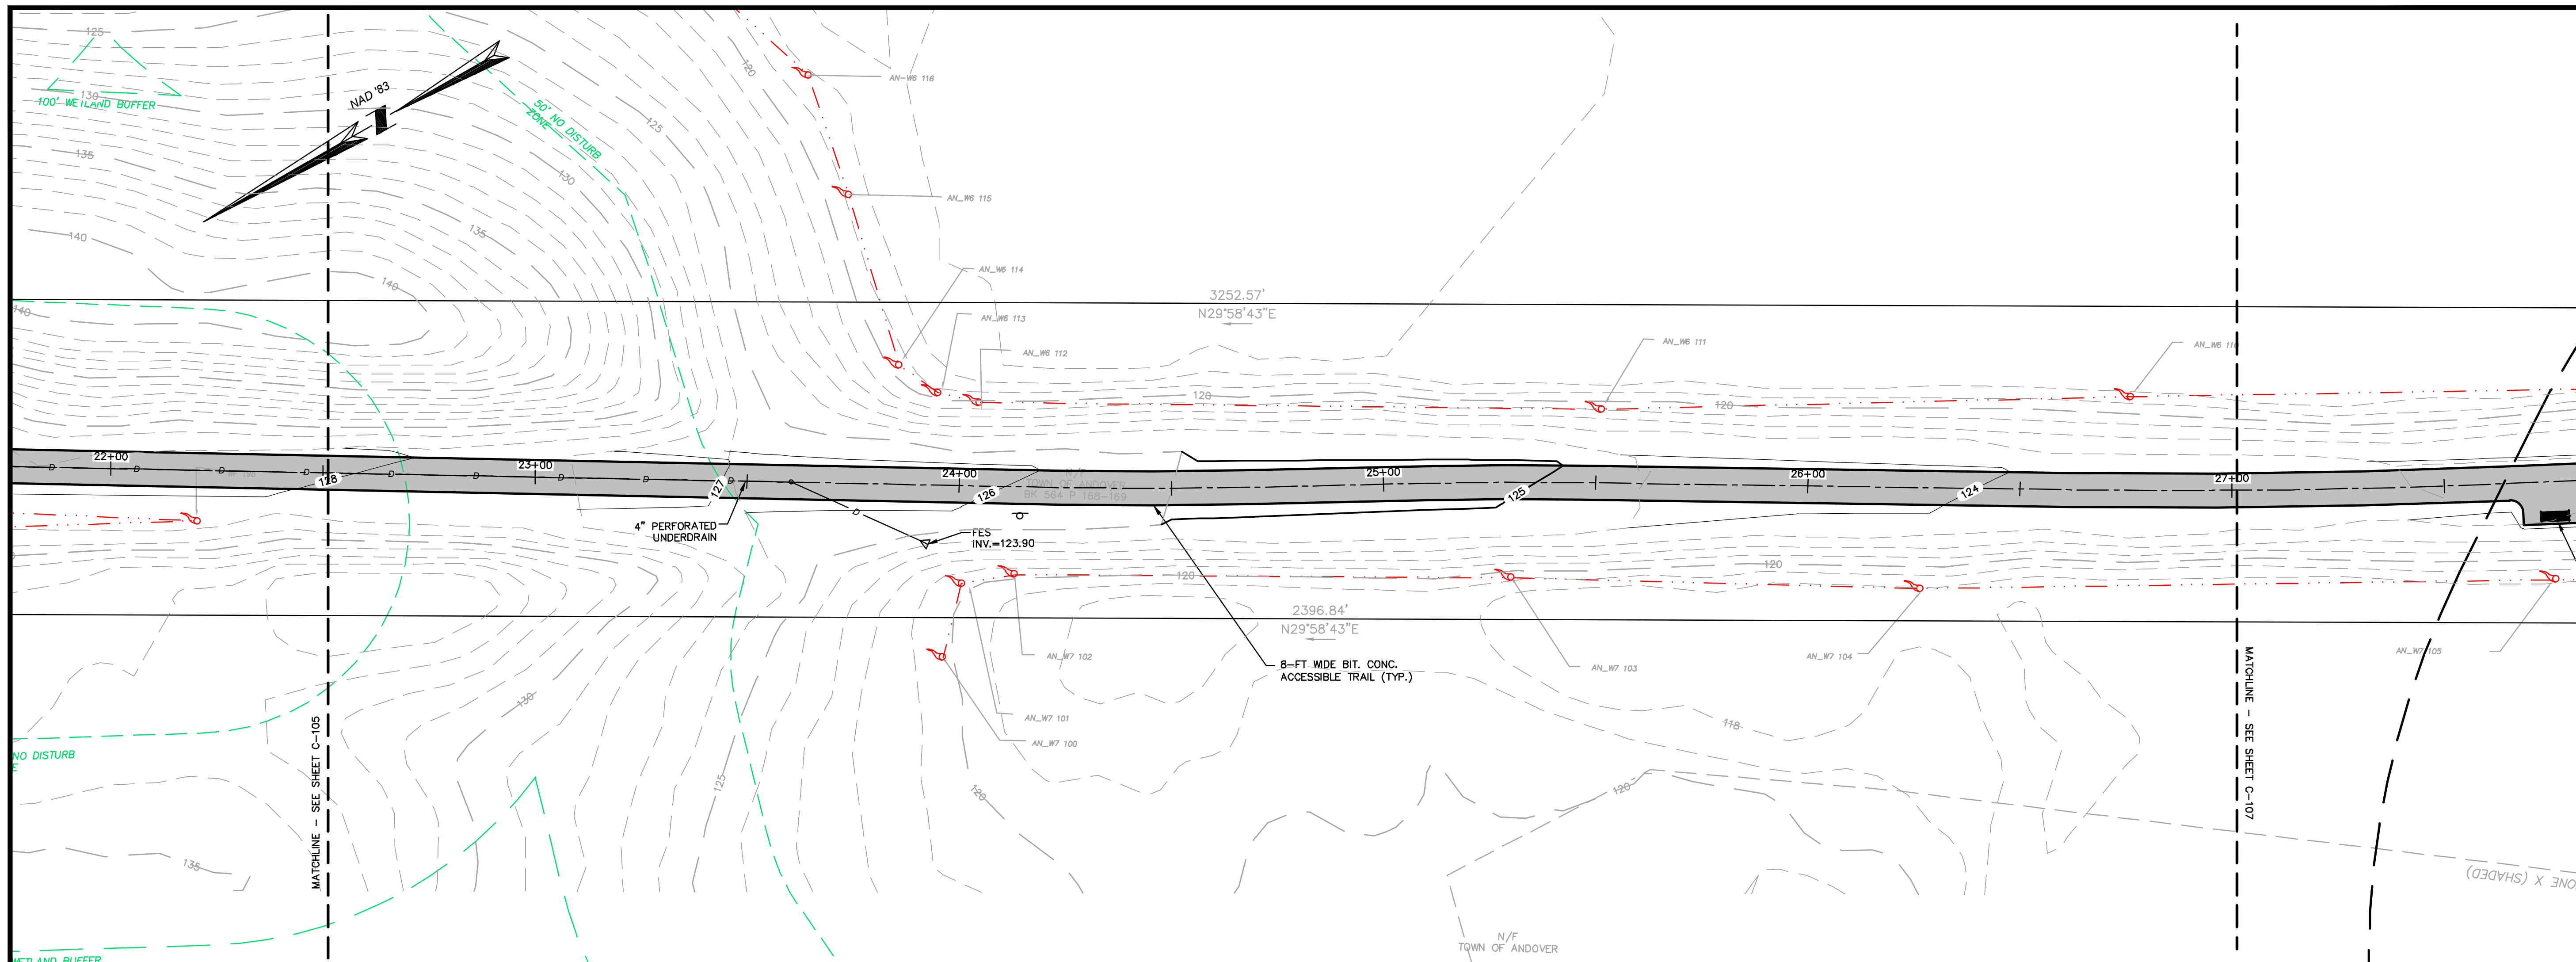 125
130
100' WETLAND BUFFER
135
140
NAD '83
50' NO DISTURB
ZONE
120
125
130
135
140
140
AN-W6 116
AN_W6 115
AN_W6 114
AN_W6 113
AN_W6 112
3252.57'
N29°58'43"E
AN_W6 111
AN_W6 110
120
120
22+00
23+00
24+00
25+00
26+00
27+00
D D D D D D D D D D
128
127
126
125
124
N/F
TOWN OF ANDOVER
BK 564 P 168-169
4" PERFORATED
UNDERDRAIN
FES
INV.=123.90
120
120
2396.84'
N29°58'43"E
8-FT WIDE BIT. CONC.
ACCESSIBLE TRAIL (TYP.)
AN_W7 102
AN_W7 103
AN_W7 104
AN_W7 105
AN_W7 101
AN_W7 100
130
125
120
118
120
135
MATCHLINE - SEE SHEET C-105
MATCHLINE - SEE SHEET C-107
NO DISTURB
ONE X (SHADED)
N/F
TOWN OF ANDOVER
WETLAND BUFFER